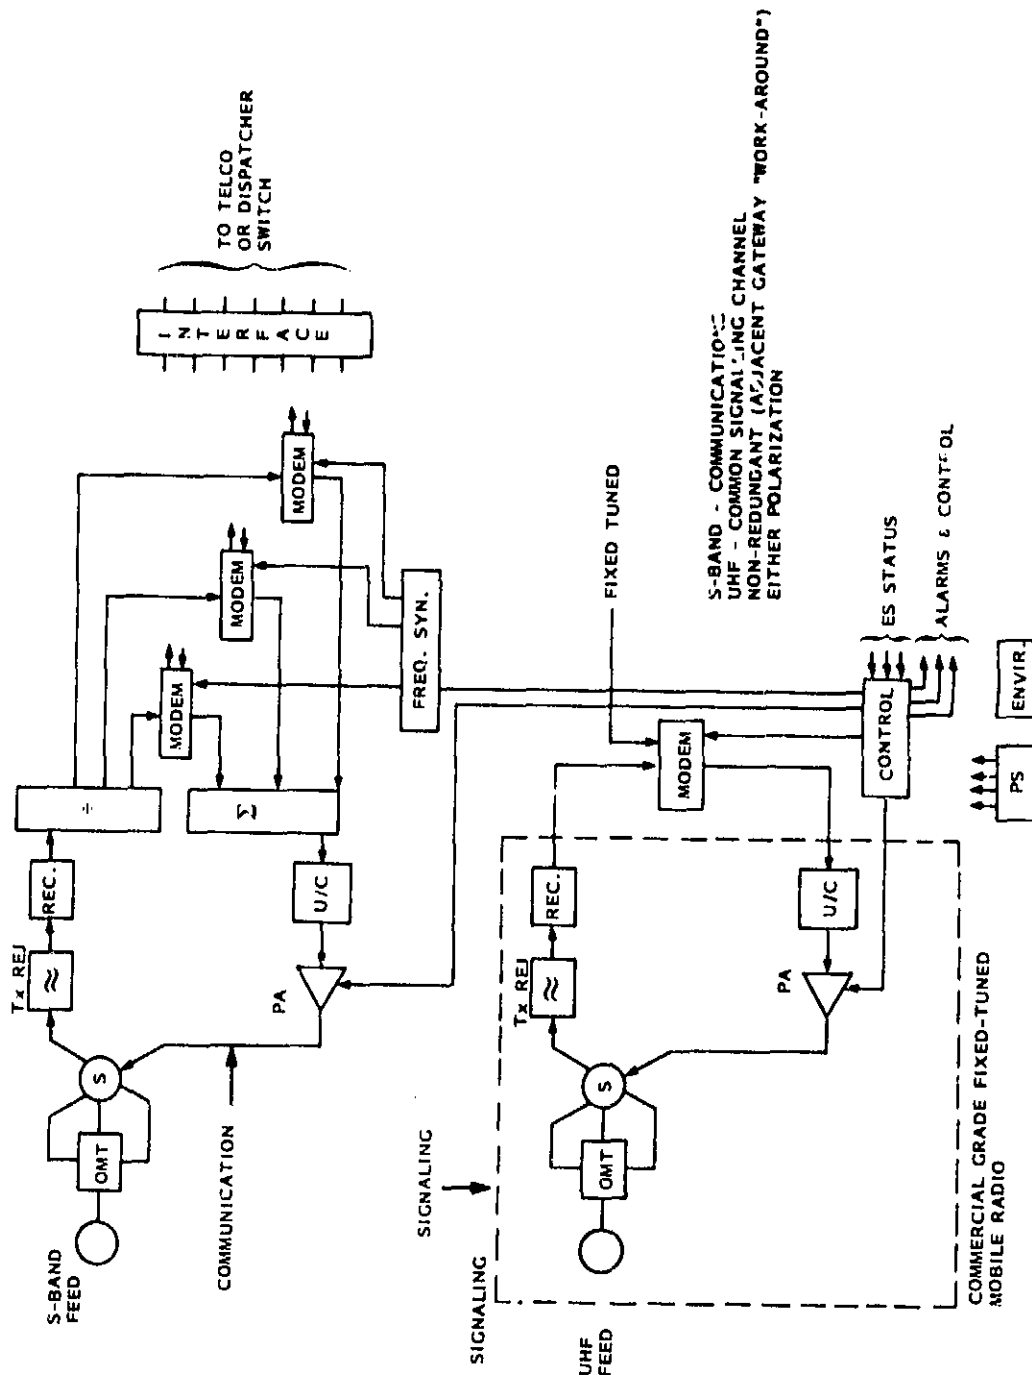 S-BAND
FEED
OMT
S
Tx REJ
≈
REC.
÷
MODEM
MODEM
MODEM
INTERFACE
TO TELCO
OR DISPATCHER
SWITCH
Σ
U/C
PA
COMMUNICATION
FREQ. SYN.
SIGNALING
SIGNALING
UHF
FEED
OMT
S
Tx REJ
≈
REC.
MODEM
FIXED TUNED
U/C
PA
CONTROL
ES STATUS
ALARMS & CONTROL
PS
ENVIR.
COMMERCIAL GRADE FIXED-TUNED
MOBILE RADIO
S-BAND - COMMUNICATIONS
UHF - COMMON SIGNALLING CHANNEL
NON-REDUNDANT (ADJACENT GATEWAY "WORK-AROUND")
EITHER POLARIZATION